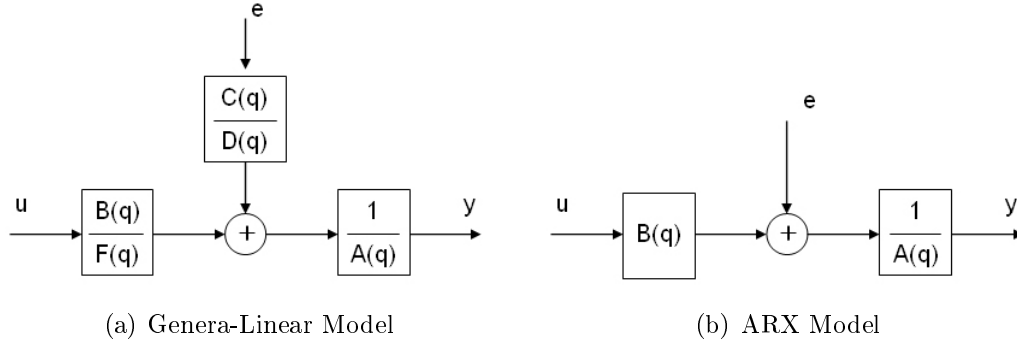 e
C(q)
D(q)
u
B(q)
F(q)
+
1
A(q)
y
(a) Genera-Linear Model
e
u
B(q)
+
1
A(q)
y
(b) ARX Model